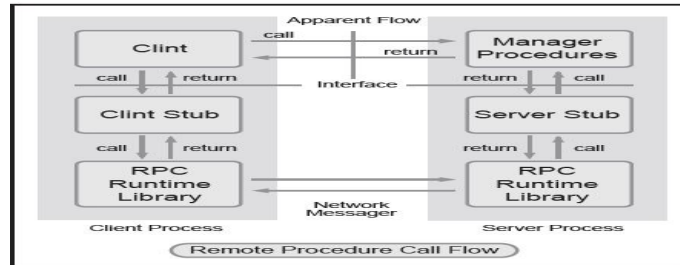 Apparent Flow
Clint
call
return
Manager
Procedures
call
return
return
call
Interface
Clint Stub
Server Stub
call
return
return
call
RPC
Runtime
Library
RPC
Runtime
Library
Network
Messager
Client Process
Server Process
Remote Procedure Call Flow